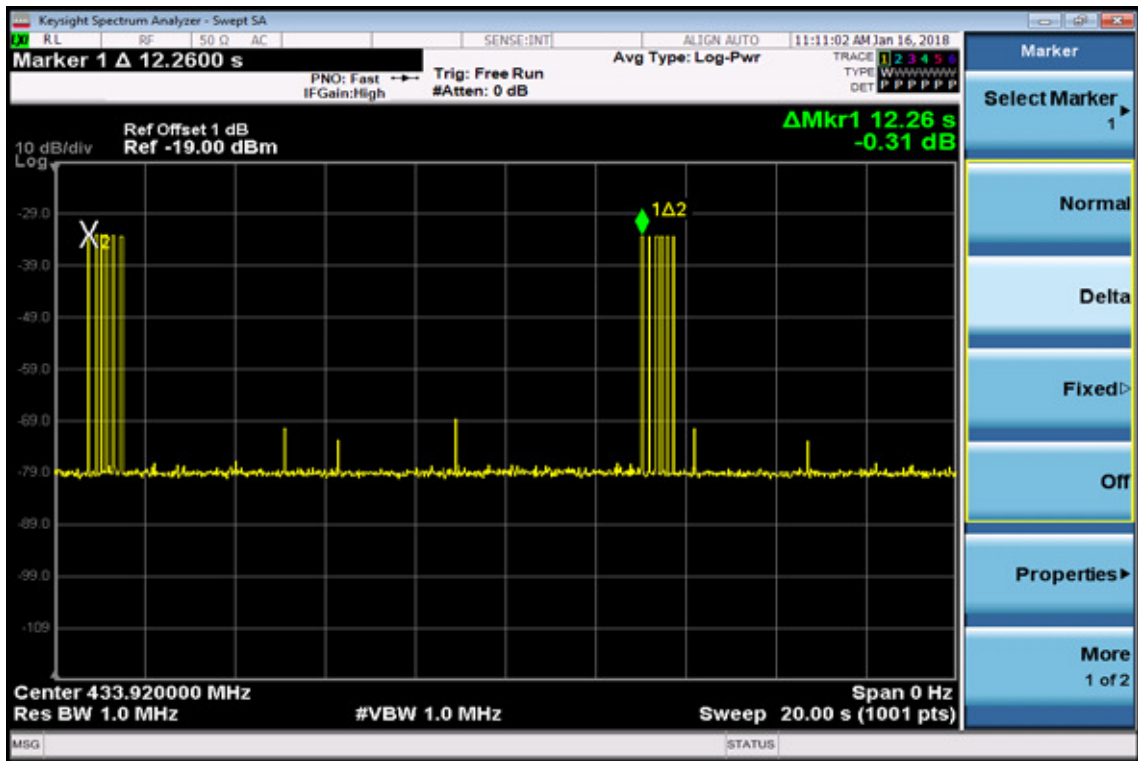 Keysight Spectrum Analyzer - Swept SA
LXI RL RF 50 Ω AC SENSE:INT ALIGN AUTO 11:11:02 AM Jan 16, 2018
Marker 1 Δ 12.2600 s
PNO: Fast
IFGain:High
Trig: Free Run
#Atten: 0 dB
Avg Type: Log-Pwr
TRACE 1 2 3 4 5 6
TYPE WWWWWW
DET P P P P P P
ΔMkr1 12.26 s
-0.31 dB
Ref Offset 1 dB
10 dB/div Ref -19.00 dBm
Log
-29.0
-39.0
-49.0
-59.0
-69.0
-79.0
-89.0
-99.0
-109
X2
1Δ2
Center 433.920000 MHz Span 0 Hz
Res BW 1.0 MHz #VBW 1.0 MHz Sweep 20.00 s (1001 pts)
MSG STATUS
Marker
Select Marker
1
Normal
Delta
Fixed
Off
Properties
More
1 of 2